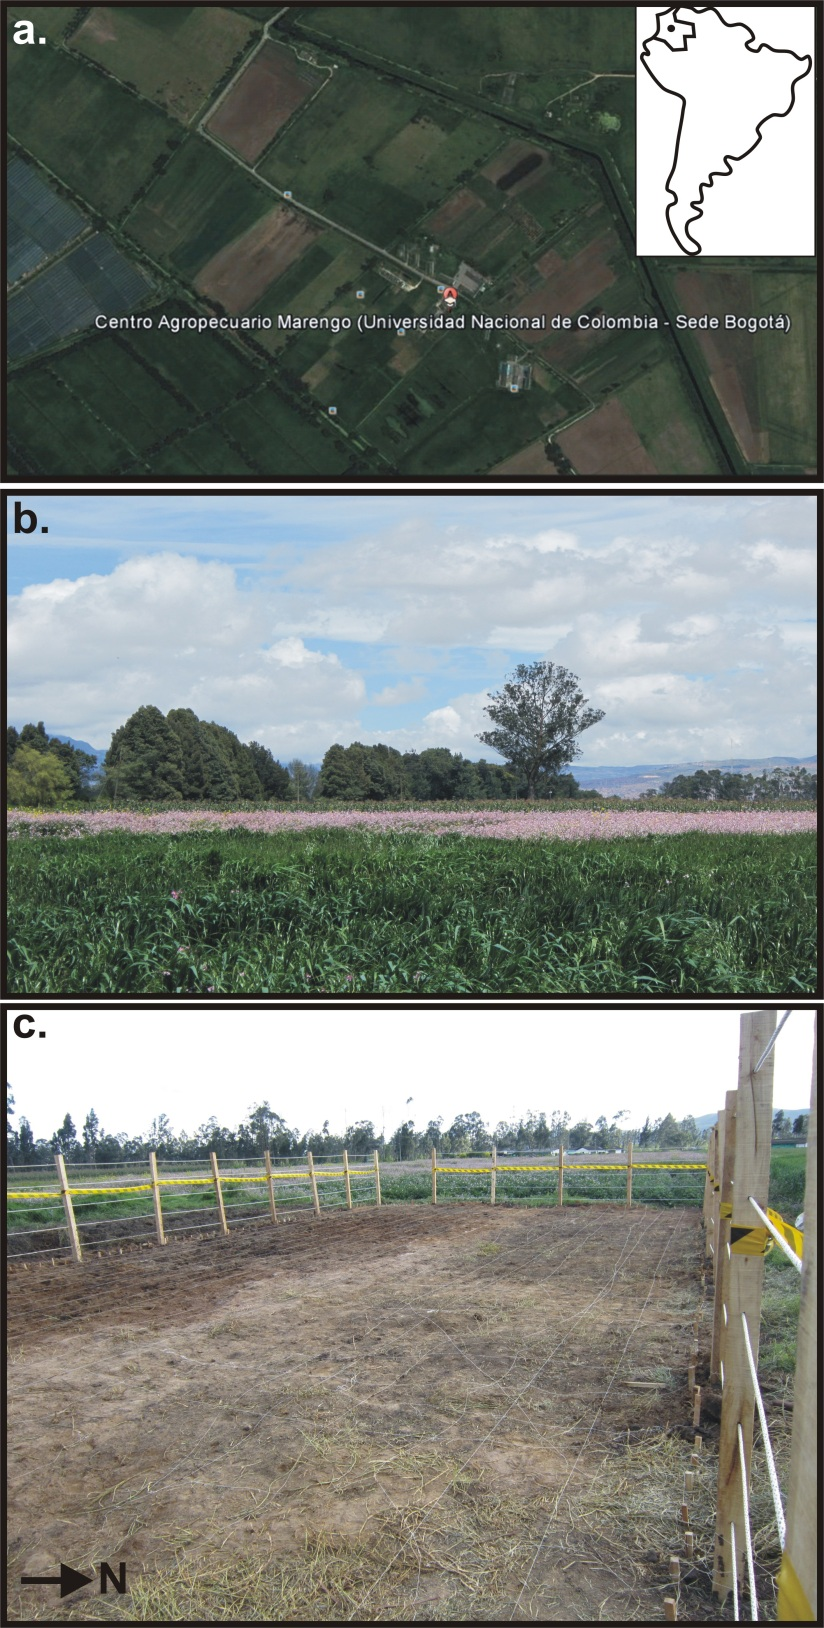 a.
Centro Agropecuario Marengo (Universidad Nacional de Colombia - Sede Bogotá)
b.
c.
N